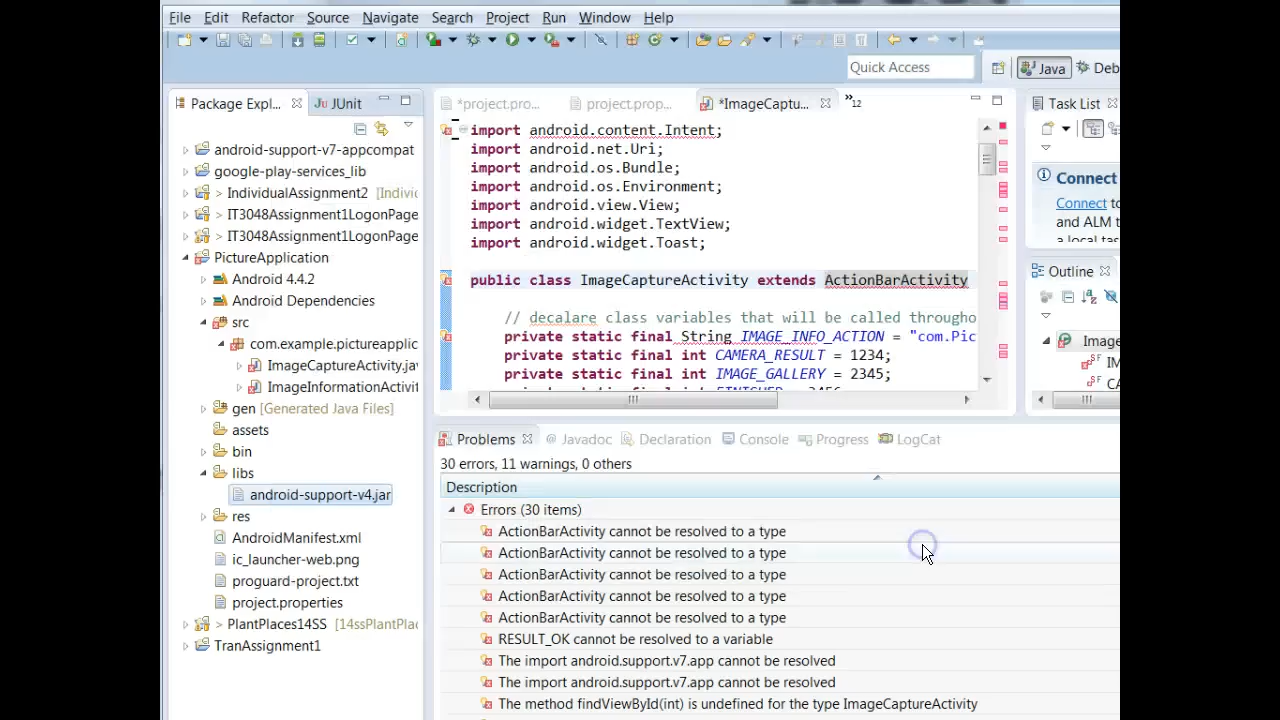 File Edit Refactor Source Navigate Search Project Run Window Help
Quick Access
Java
Deb
Package Expl...
JUnit
*project.pro...
project.prop...
*ImageCaptu...
»12
Task List
android-support-v7-appcompat
google-play-services_lib
> IndividualAssignment2 [Individ
> IT3048Assignment1LogonPage
> IT3048Assignment1LogonPage
PictureApplication
Android 4.4.2
Android Dependencies
src
com.example.pictureapplic
ImageCaptureActivity.jav
ImageInformationActivit
gen [Generated Java Files]
assets
bin
libs
android-support-v4.jar
res
AndroidManifest.xml
ic_launcher-web.png
proguard-project.txt
project.properties
> PlantPlaces14SS [14ssPlantPlac
TranAssignment1
import android.content.Intent;
import android.net.Uri;
import android.os.Bundle;
import android.os.Environment;
import android.view.View;
import android.widget.TextView;
import android.widget.Toast;
public class ImageCaptureActivity extends ActionBarActivity
// decalare class variables that will be called througho
private static final String IMAGE_INFO_ACTION = "com.Pic
private static final int CAMERA_RESULT = 1234;
private static final int IMAGE_GALLERY = 2345;
Connect
Connect to
and ALM t
a local task
Outline
Image
IM
CA
Problems
@ Javadoc
Declaration
Console
Progress
LogCat
30 errors, 11 warnings, 0 others
Description
Errors (30 items)
ActionBarActivity cannot be resolved to a type
ActionBarActivity cannot be resolved to a type
ActionBarActivity cannot be resolved to a type
ActionBarActivity cannot be resolved to a type
ActionBarActivity cannot be resolved to a type
RESULT_OK cannot be resolved to a variable
The import android.support.v7.app cannot be resolved
The import android.support.v7.app cannot be resolved
The method findViewById(int) is undefined for the type ImageCaptureActivity